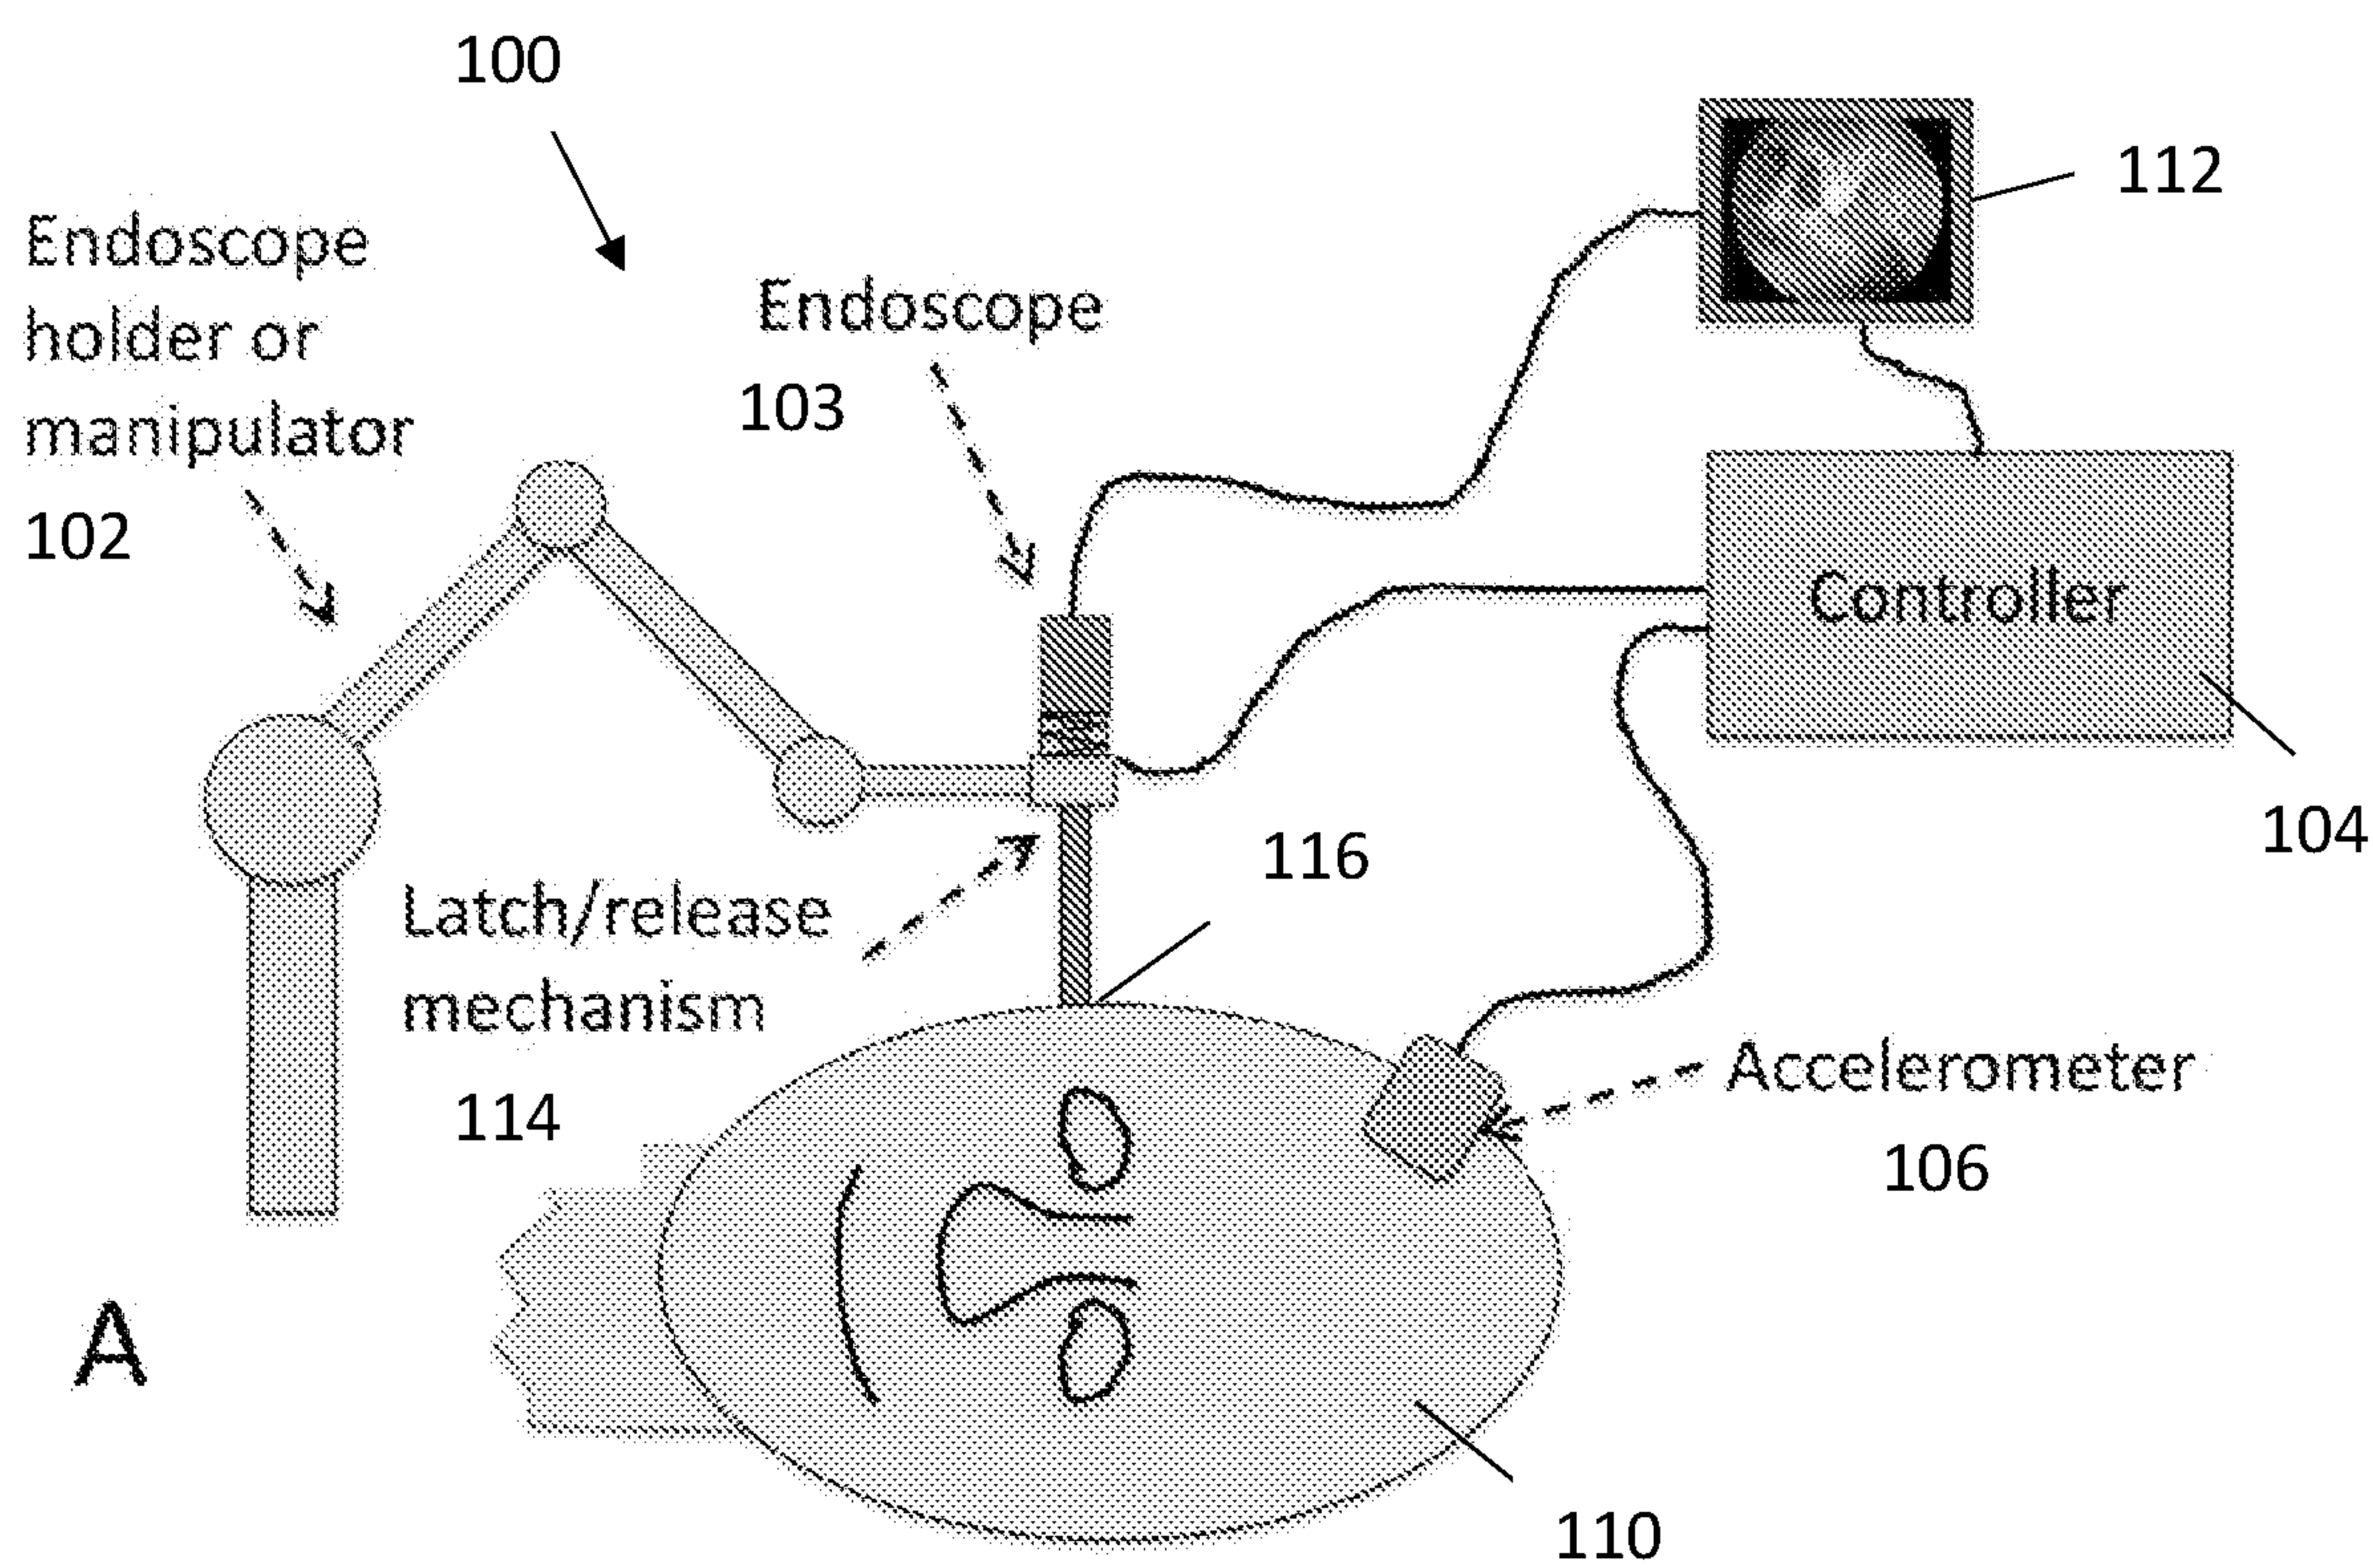 100
112
Endoscope
holder or
manipulator
102
Endoscope
103
Controller
104
116
Latch/release
mechanism
114
Accelerometer
106
A
110